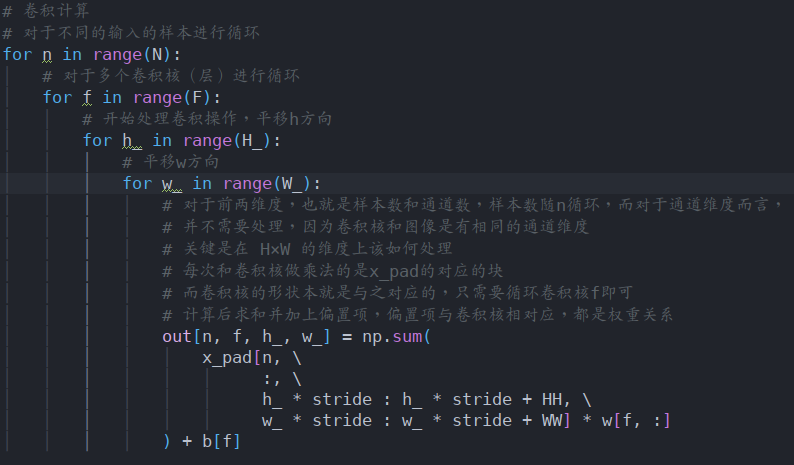 # 卷积计算
# 对于不同的输入的样本进行循环
for n in range(N):
# 对于多个卷积核（层）进行循环
for f in range(F):
# 开始处理卷积操作，平移h方向
for h_ in range(H_):
# 平移w方向
for w_ in range(W_):
# 对于前两维度，也就是样本数和通道数，样本数随n循环，而对于通道维度而言，
# 并不需要处理，因为卷积核和图像是有相同的通道维度
# 关键是在 H×W 的维度上该如何处理
# 每次和卷积核做乘法的是x_pad的对应的块
# 而卷积核的形状本就是与之对应的，只需要循环卷积核f即可
# 计算后求和并加上偏置项，偏置项与卷积核相对应，都是权重关系
out[n, f, h_, w_] = np.sum(
x_pad[n, \
:, \
h_ * stride : h_ * stride + HH, \
w_ * stride : w_ * stride + WW] * w[f, :]
) + b[f]